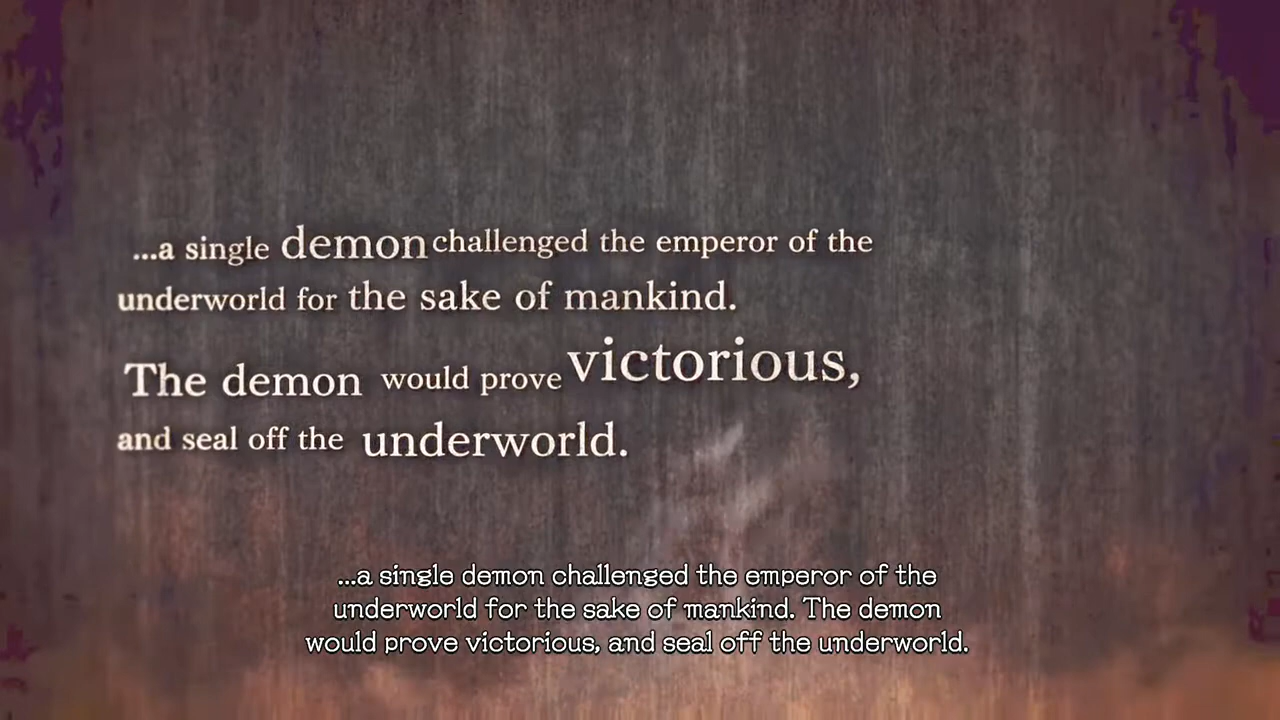 ...a single demon challenged the emperor of the
underworld for the sake of mankind.
The demon would prove victorious,
and seal off the underworld.
...a single demon challenged the emperor of the
underworld for the sake of mankind. The demon
would prove victorious, and seal off the underworld.